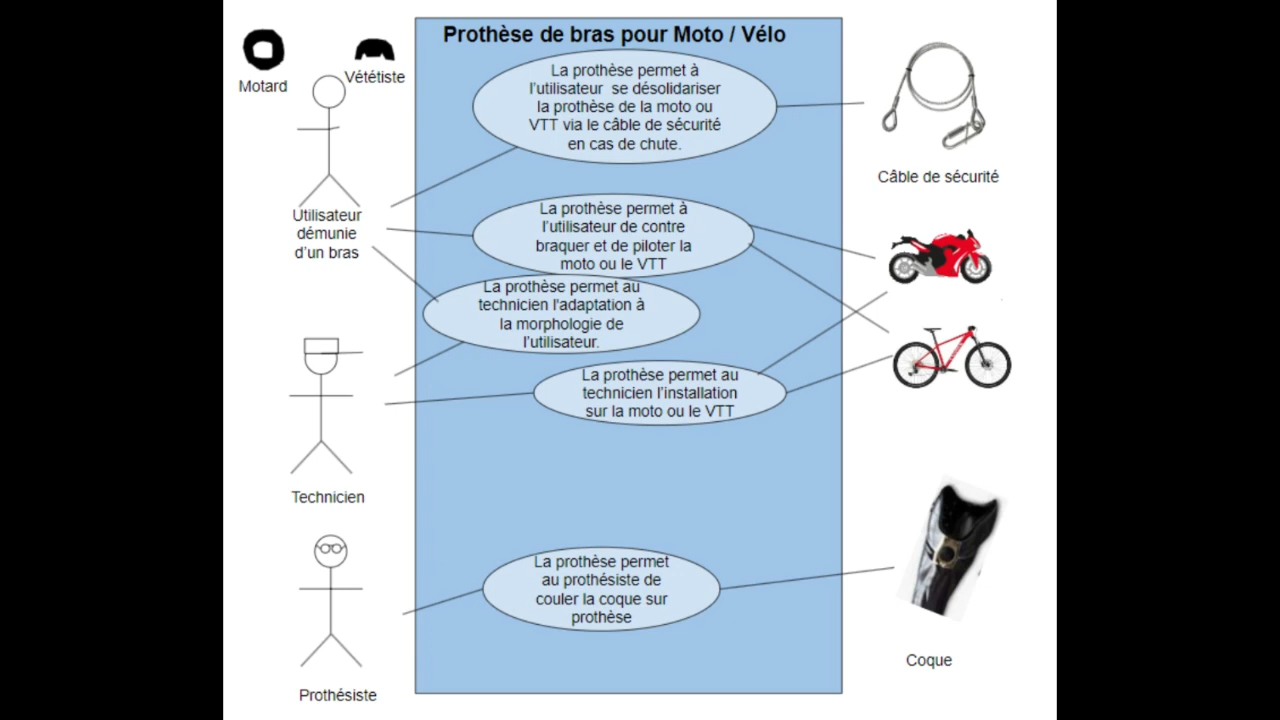 Prothèse de bras pour Moto / Vélo
Motard
Vététiste
La prothèse permet à
l'utilisateur se désolidariser
la prothèse de la moto ou
VTT via le câble de sécurité
en cas de chute.
Câble de sécurité
Utilisateur
démunie
d'un bras
La prothèse permet à
l'utilisateur de contre
braquer et de piloter la
moto ou le VTT
La prothèse permet au
technicien l'adaptation à
la morphologie de
l'utilisateur.
La prothèse permet au
technicien l'installation
sur la moto ou le VTT
Technicien
La prothèse permet
au prothésiste de
couler la coque sur
prothèse
Coque
Prothésiste